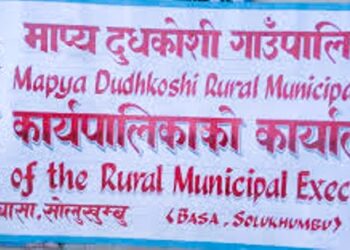 माप्य दुधकोशी गाउँपालि
Mapya Dudhkoshi Rural Municipa
कार्यपालिकाको कार्याल
of the Rural Municipal Exec
बासा, सोलुखुम्बु (BASA, SOLUKHUMBU)